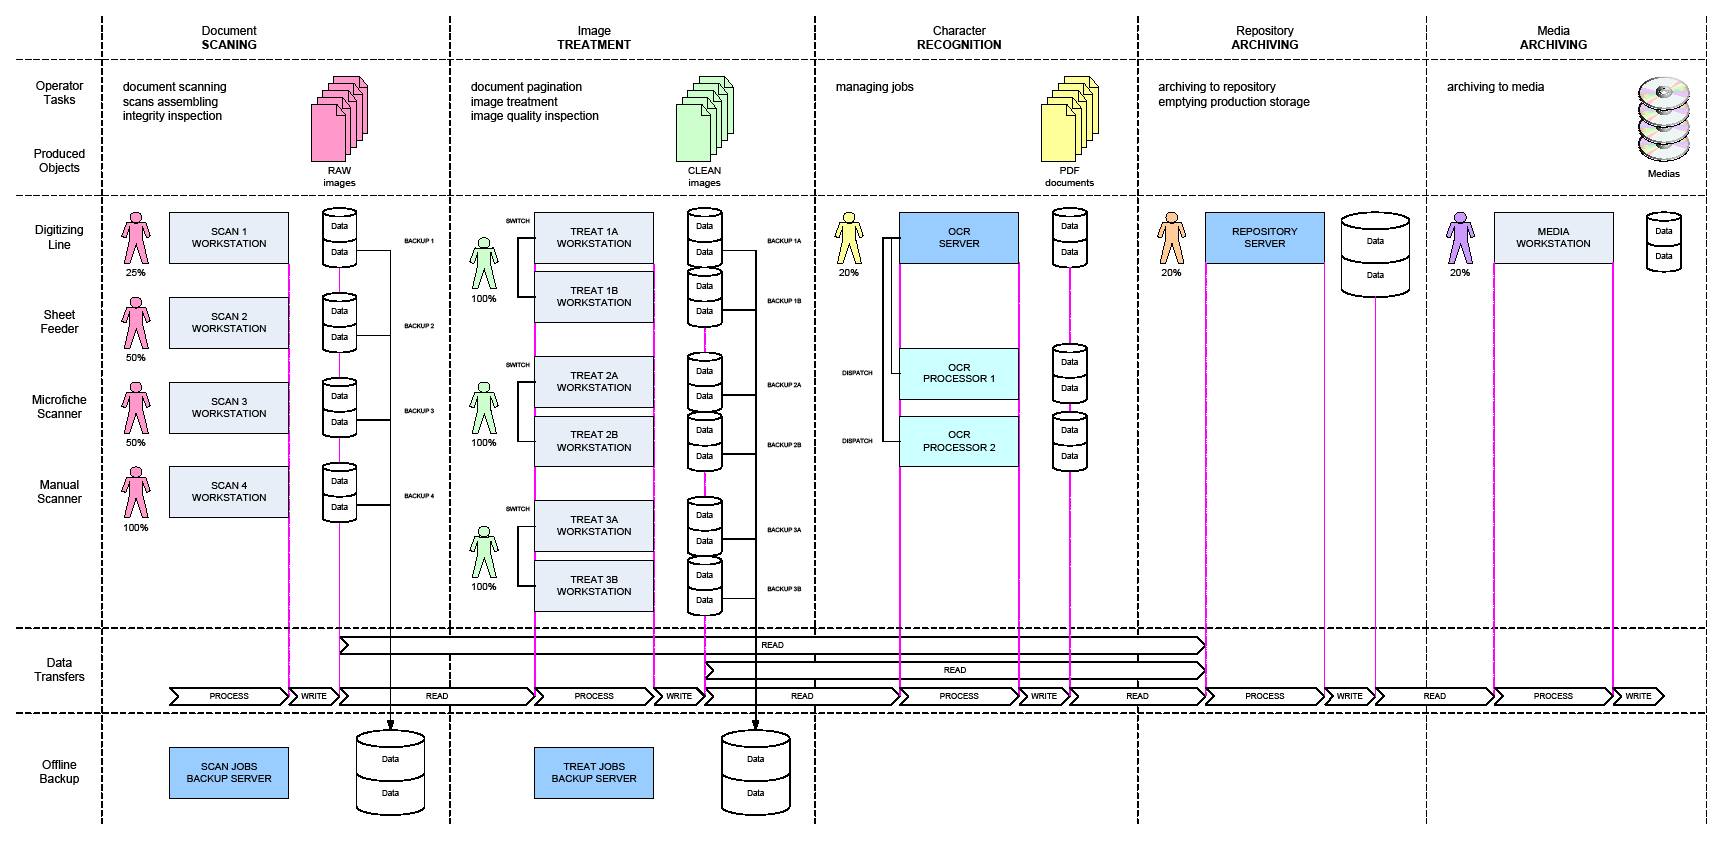 Document
SCANING
Image
TREATMENT
Character
RECOGNITION
Repository
ARCHIVING
Media
ARCHIVING
Operator
Tasks
document scanning
scans assembling
integrity inspection
document pagination
image treatment
image quality inspection
managing jobs
archiving to repository
emptying production storage
archiving to media
Produced
Objects
RAW
images
CLEAN
images
PDF
documents
Medias
Digitizing
Line
25%
SCAN 1
WORKSTATION
Data
Data
BACKUP 1
Sheet
Feeder
50%
SCAN 2
WORKSTATION
Data
Data
BACKUP 2
Microfiche
Scanner
50%
SCAN 3
WORKSTATION
Data
Data
BACKUP 3
Manual
Scanner
100%
SCAN 4
WORKSTATION
Data
Data
BACKUP 4
SWITCH
100%
TREAT 1A
WORKSTATION
Data
Data
BACKUP 1A
TREAT 1B
WORKSTATION
Data
Data
BACKUP 1B
SWITCH
100%
TREAT 2A
WORKSTATION
Data
Data
BACKUP 2A
TREAT 2B
WORKSTATION
Data
Data
BACKUP 2B
SWITCH
100%
TREAT 3A
WORKSTATION
Data
Data
BACKUP 3A
TREAT 3B
WORKSTATION
Data
Data
BACKUP 3B
20%
OCR
SERVER
Data
Data
DISPATCH
OCR
PROCESSOR 1
Data
Data
DISPATCH
OCR
PROCESSOR 2
Data
Data
20%
REPOSITORY
SERVER
Data
Data
20%
MEDIA
WORKSTATION
Data
Data
Data
Transfers
READ
READ
PROCESS
WRITE
READ
PROCESS
WRITE
READ
PROCESS
WRITE
READ
PROCESS
WRITE
READ
PROCESS
WRITE
Offline
Backup
SCAN JOBS
BACKUP SERVER
Data
Data
TREAT JOBS
BACKUP SERVER
Data
Data